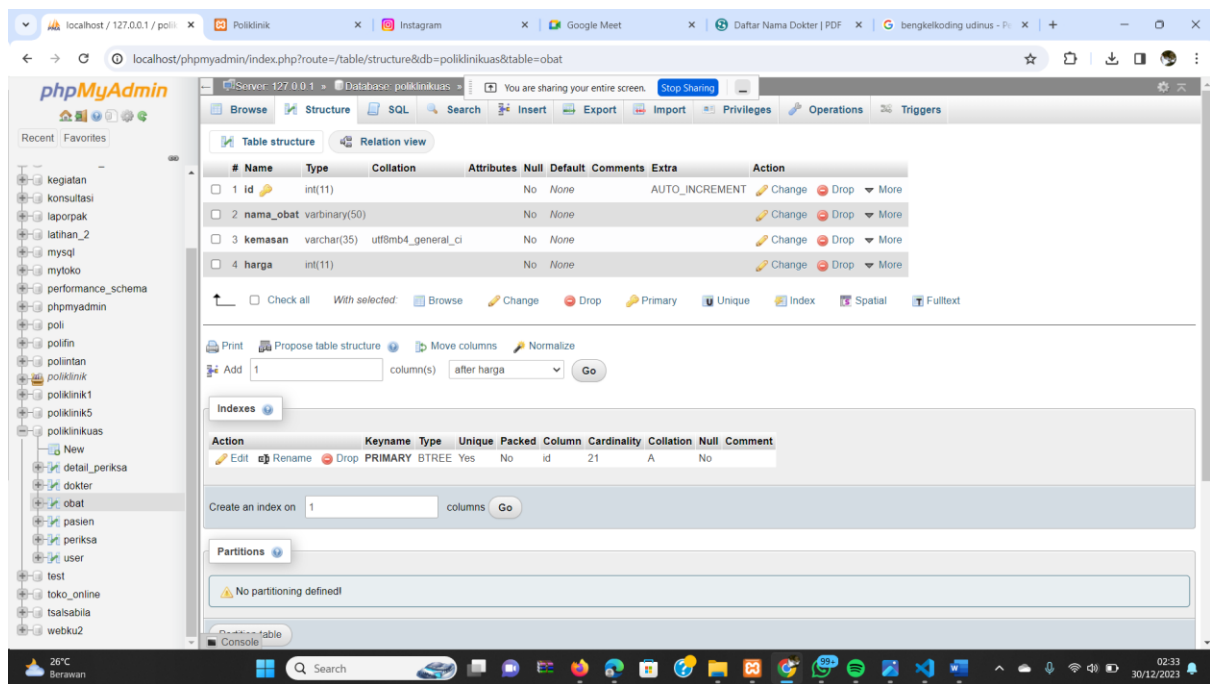 localhost / 127.0.0.1 / polik
Poliklinik
Instagram
Google Meet
Daftar Nama Dokter | PDF
bengkelkoding udinus - P
localhost/phpmyadmin/index.php?route=/table/structure&db=poliklinikuas&table=obat
phpMyAdmin
Recent Favorites
kegiatan
konsultasi
laporpak
latihan_2
mysql
mytoko
performance_schema
phpmyadmin
poli
polifin
poliintan
poliklinik
poliklinik1
poliklinik5
poliklinikuas
New
detail_periksa
dokter
obat
pasien
periksa
user
test
toko_online
tsalsabila
webku2
Server: 127.0.0.1 » Database: poliklinikuas »
You are sharing your entire screen. Stop Sharing
Browse Structure SQL Search Insert Export Import Privileges Operations Triggers
Table structure Relation view
# Name Type Collation Attributes Null Default Comments Extra Action
1 id int(11) No None AUTO_INCREMENT Change Drop More
2 nama_obat varbinary(50) No None Change Drop More
3 kemasan varchar(35) utf8mb4_general_ci No None Change Drop More
4 harga int(11) No None Change Drop More
Check all With selected: Browse Change Drop Primary Unique Index Spatial Fulltext
Print Propose table structure Move columns Normalize
Add 1 column(s) after harga Go
Indexes
Action Keyname Type Unique Packed Column Cardinality Collation Null Comment
Edit Rename Drop PRIMARY BTREE Yes No id 21 A No
Create an index on 1 columns Go
Partitions
No partitioning defined!
Partition table
Console
26°C
Berawan
Search
99+
02:33
30/12/2023